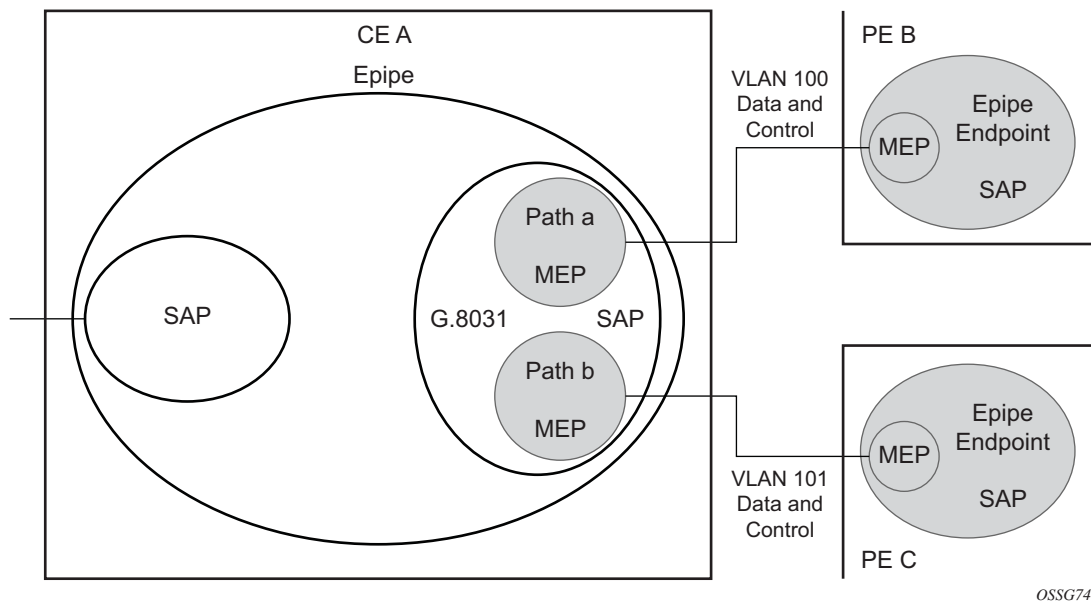 CE A
Epipe
SAP
Path a
MEP
G.8031 SAP
Path b
MEP
VLAN 100
Data and
Control
PE B
MEP
Epipe
Endpoint
SAP
VLAN 101
Data and
Control
MEP
Epipe
Endpoint
SAP
PE C
OSSG74